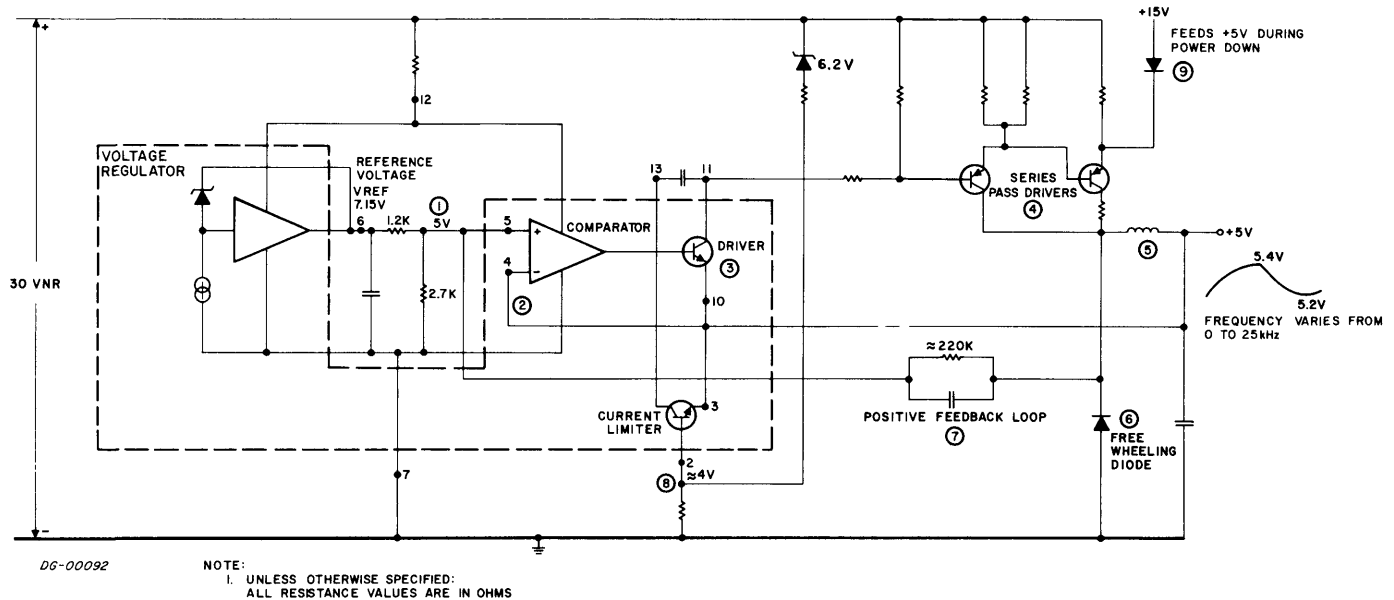 +
30 VNR
-
VOLTAGE
REGULATOR
12
REFERENCE
VOLTAGE
VREF
7.15V
6
1.2K
①
5V
2.7K
5
+
4
-
②
COMPARATOR
13
11
DRIVER
③
10
CURRENT
LIMITER
3
2
⑧
≈4V
7
6.2V
SERIES
PASS DRIVERS
④
+15V
FEEDS +5V DURING
POWER DOWN
⑨
⑤
+5V
5.4V
5.2V
FREQUENCY VARIES FROM
0 TO 25kHz
≈220K
POSITIVE FEEDBACK LOOP
⑦
⑥
FREE
WHEELING
DIODE
DG-00092
NOTE:
1. UNLESS OTHERWISE SPECIFIED:
ALL RESISTANCE VALUES ARE IN OHMS